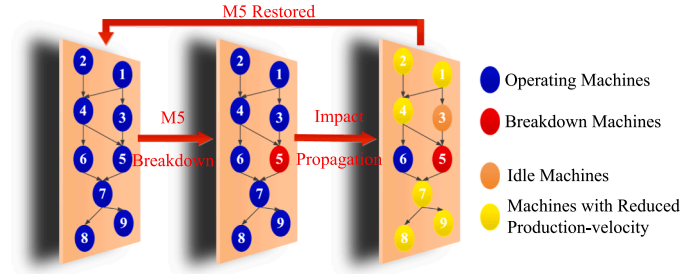 M5 Restored
2
1
4
3
6
5
7
8
9
M5
Breakdown
2
1
4
3
6
5
7
8
9
Impact
Propagation
2
1
4
3
6
5
7
8
9
Operating Machines
Breakdown Machines
Idle Machines
Machines with Reduced
Production-velocity